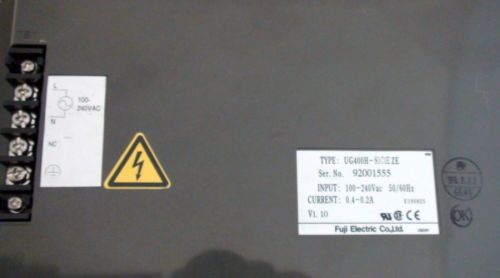 L
100-
240VAC
N
NC
TYPE: UG400H-
Ser. No. 92001555
INPUT: 100-240Vac 50/60Hz
CURRENT: 0.4-0.2A
V1.10
CE
Fuji Electric Co.,Ltd.
OK